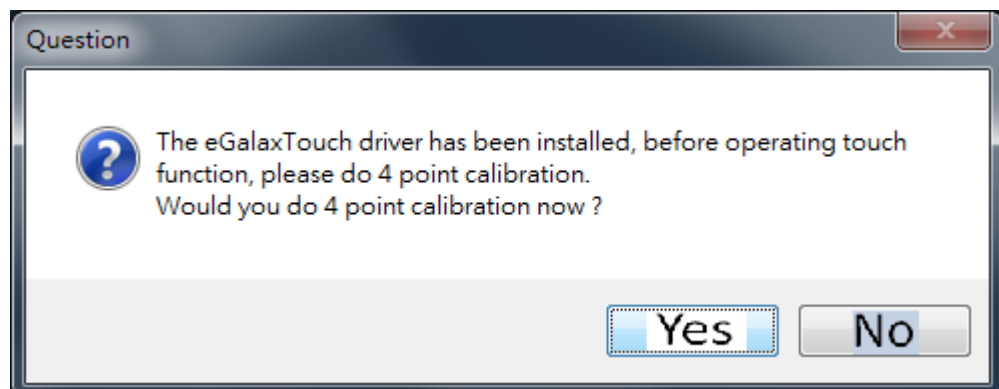 Question
The eGalaxTouch driver has been installed, before operating touch
function, please do 4 point calibration.
Would you do 4 point calibration now ?
Yes No